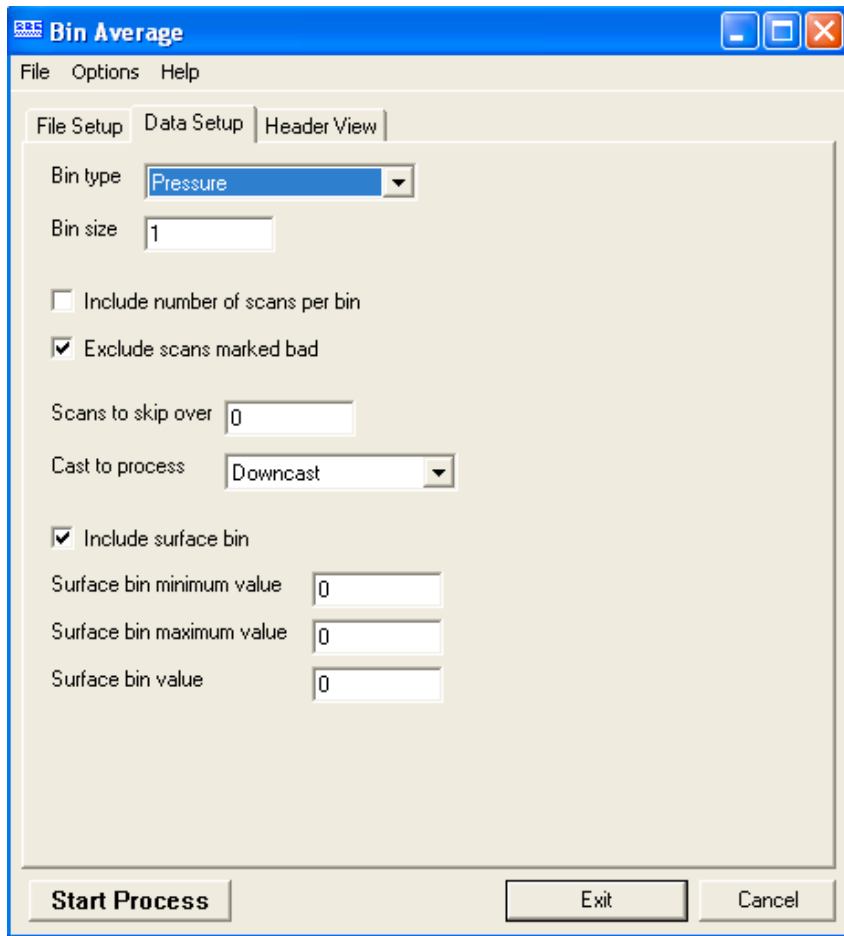 SBE Bin Average
File Options Help
File Setup Data Setup Header View
Bin type Pressure
Bin size 1
Include number of scans per bin
Exclude scans marked bad
Scans to skip over 0
Cast to process Downcast
Include surface bin
Surface bin minimum value 0
Surface bin maximum value 0
Surface bin value 0
Start Process Exit Cancel